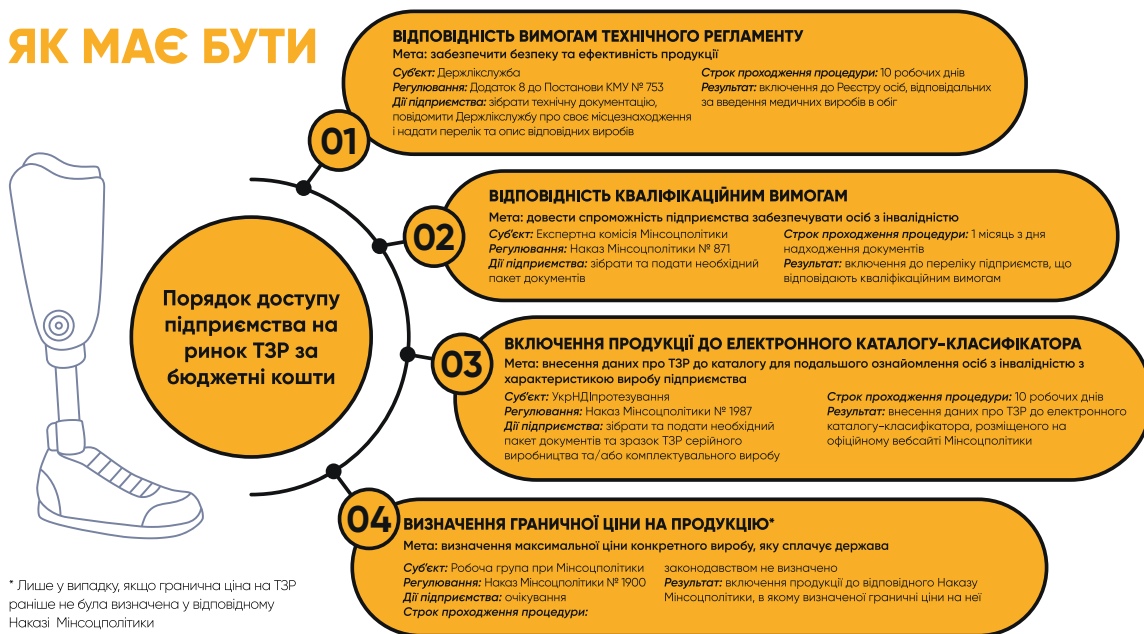 ЯК МАЄ БУТИ
01
ВІДПОВІДНІСТЬ ВИМОГАМ ТЕХНІЧНОГО РЕГЛАМЕНТУ
Мета: забезпечити безпеку та ефективність продукції
Суб'єкт: Держлікслужба
Регулювання: Додаток 8 до Постанови КМУ № 753
Дії підприємства: зібрати технічну документацію,
повідомити Держлікслужбу про своє місцезнаходження
і надати перелік та опис відповідних виробів
Строк проходження процедури: 10 робочих днів
Результат: включення до Реєстру осіб, відповідальних
за введення медичних виробів в обіг
02
ВІДПОВІДНІСТЬ КВАЛІФІКАЦІЙНИМ ВИМОГАМ
Мета: довести спроможність підприємства забезпечувати осіб з інвалідністю
Суб'єкт: Експертна комісія Мінсоцполітики
Регулювання: Наказ Мінсоцполітики № 871
Дії підприємства: зібрати та подати необхідний
пакет документів
Строк проходження процедури: 1 місяць з дня
надходження документів
Результат: включення до переліку підприємств, що
відповідають кваліфікаційним вимогам
Порядок доступу
підприємства на
ринок ТЗР за
бюджетні кошти
03
ВКЛЮЧЕННЯ ПРОДУКЦІЇ ДО ЕЛЕКТРОННОГО КАТАЛОГУ-КЛАСИФІКАТОРА
Мета: внесення даних про ТЗР до каталогу для подальшого ознайомлення осіб з інвалідністю з
характеристикою виробу підприємства
Суб'єкт: УкрНДІпротезування
Регулювання: Наказ Мінсоцполітики № 1987
Дії підприємства: зібрати та подати необхідний
пакет документів та зразок ТЗР серійного
виробництва та/або комплектувального виробу
Строк проходження процедури: 10 робочих днів
Результат: внесення даних про ТЗР до електронного
каталогу-класифікатора, розміщеного на
офіційному вебсайті Мінсоцполітики
04
ВИЗНАЧЕННЯ ГРАНИЧНОЇ ЦІНИ НА ПРОДУКЦІЮ*
Мета: визначення максимальної ціни конкретного виробу, яку сплачує держава
Суб'єкт: Робоча група при Мінсоцполітики
Регулювання: Наказ Мінсоцполітики № 1900
Дії підприємства: очікування
Строк проходження процедури:
законодавством не визначено
Результат: включення продукції до відповідного Наказу
Мінсоцполітики, в якому визначеної граничні ціни на неї
* Лише у випадку, якщо гранична ціна на ТЗР
раніше не була визначена у відповідному
Наказі Мінсоцполітики